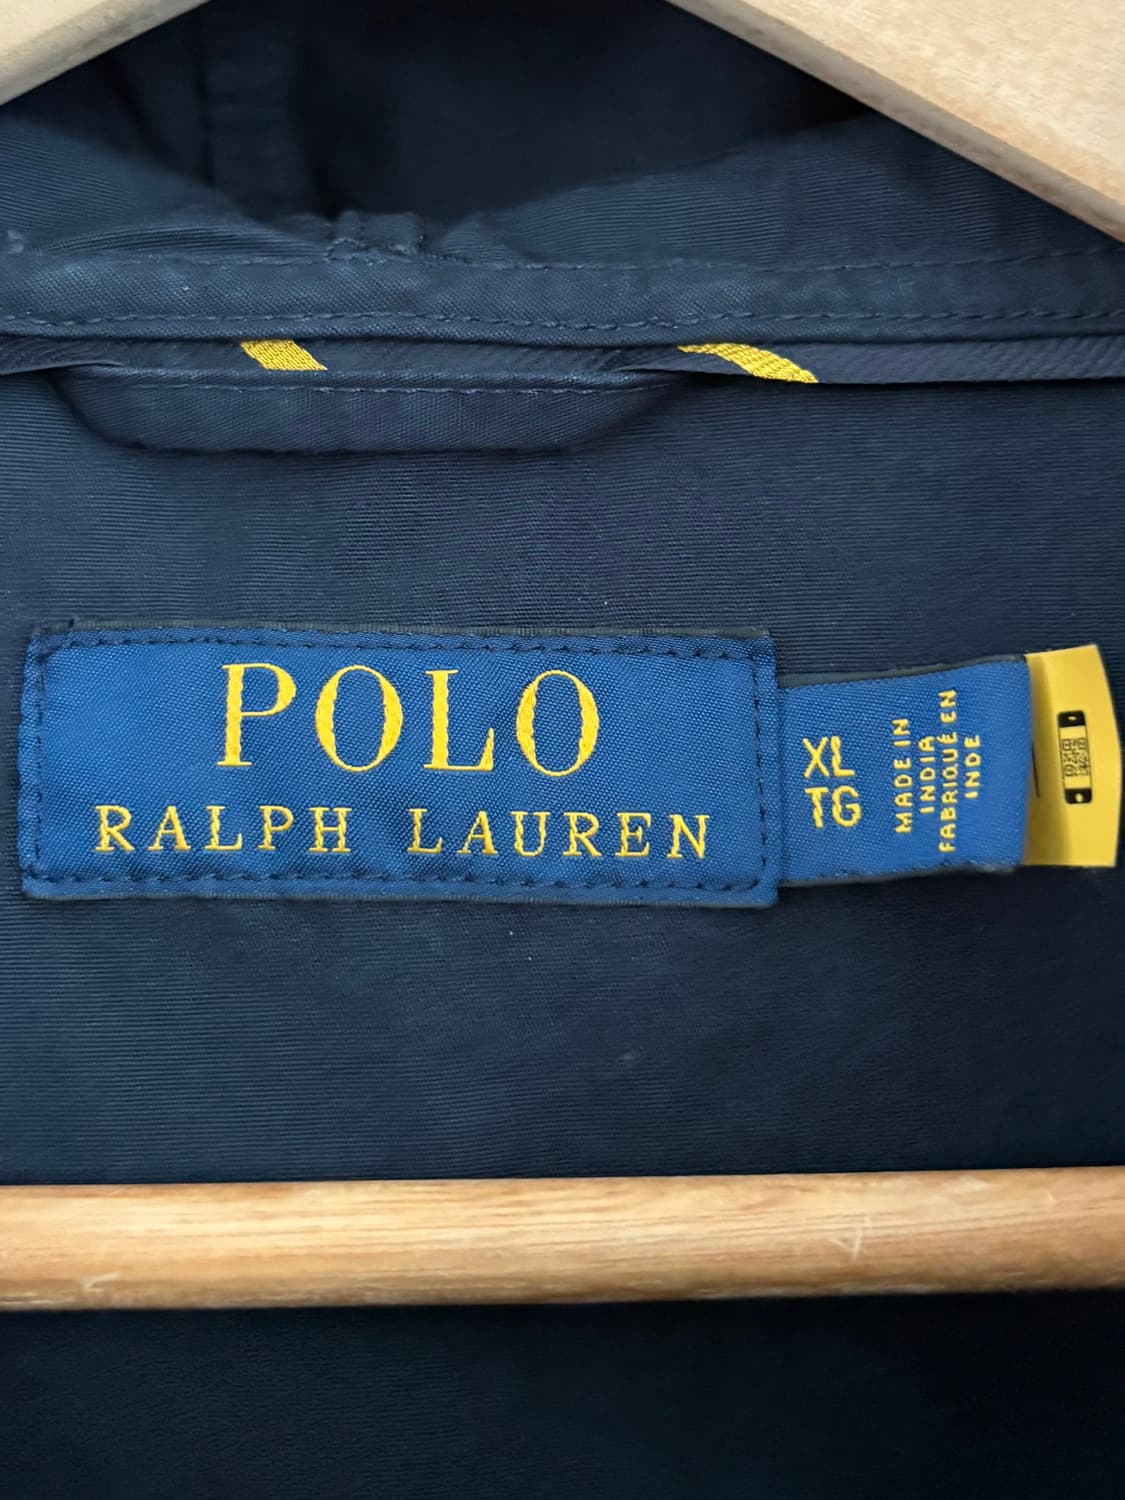 POLO
RALPH LAUREN
XL
TG
MADE IN
INDIA
FABRIQUÉ EN
INDE